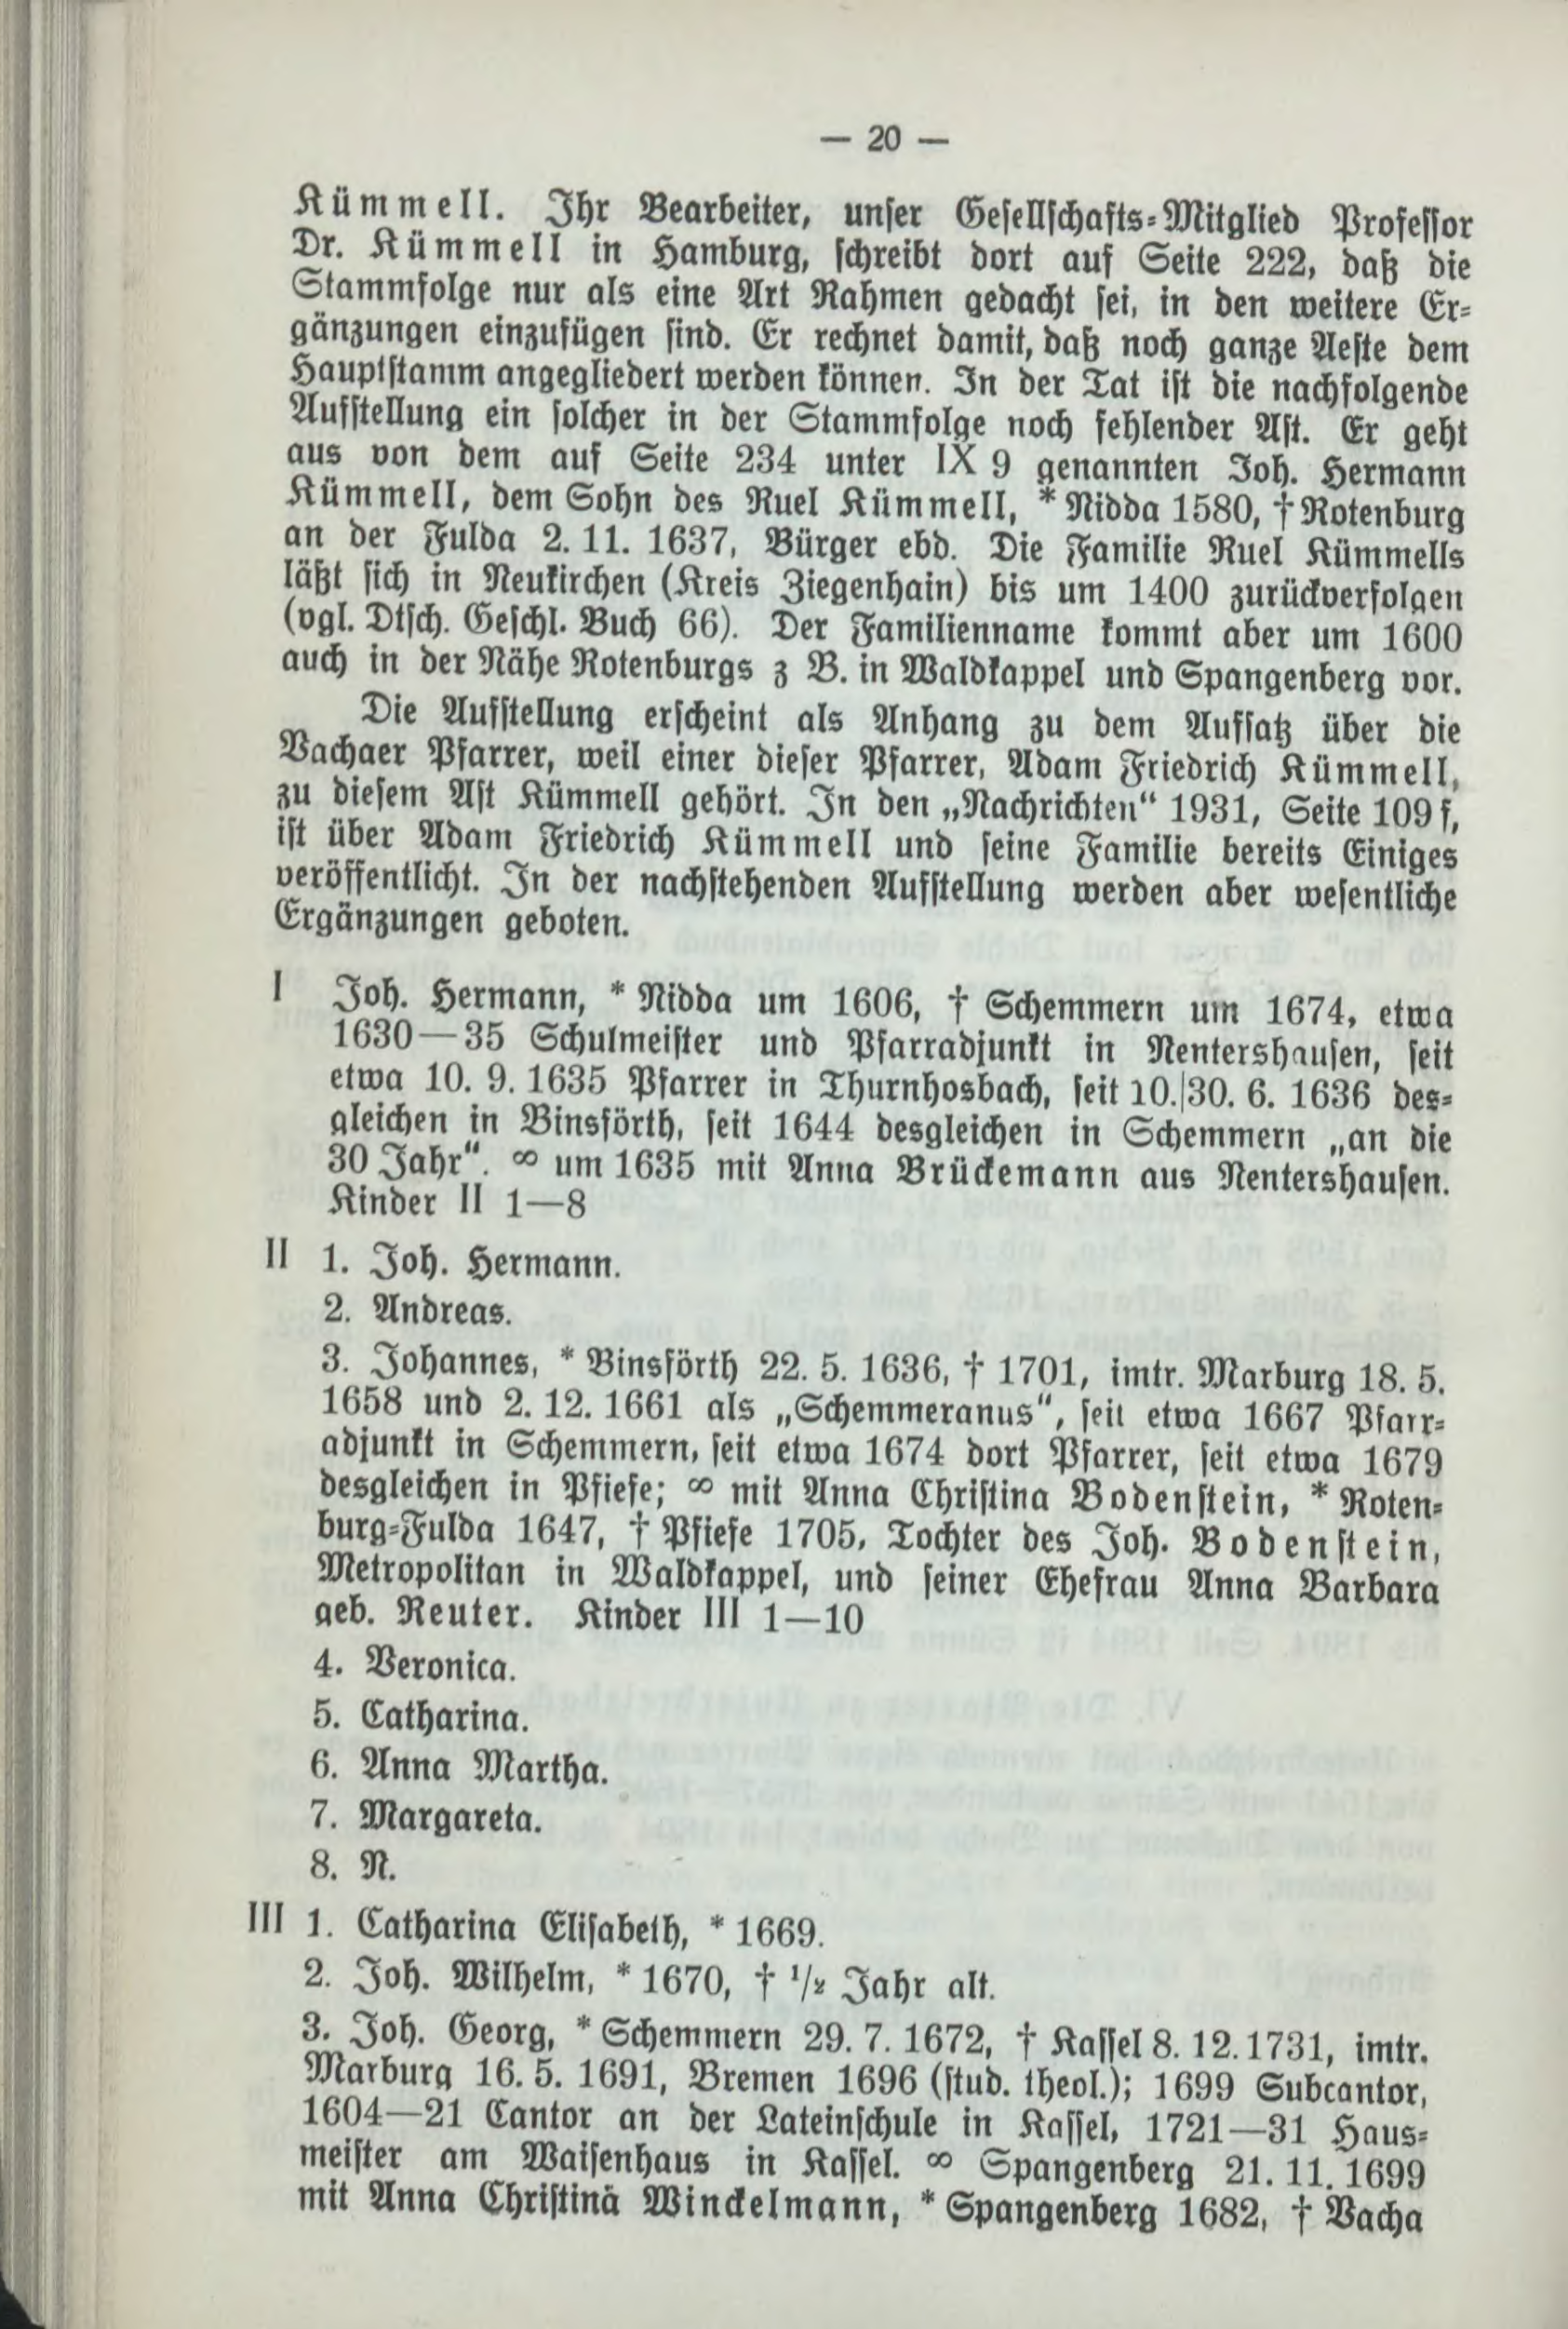 — 20 —
Kümmell. Ihr Bearbeiter, unser Gesellschafts-Mitglied Professor
Dr. Kümmell in Hamburg, schreibt dort auf Seite 222, daß die
Stammfolge nur als eine Art Rahmen gedacht sei, in den weitere Er-
gänzungen einzufügen sind. Er rechnet damit, daß noch ganze Aeste dem
Hauptstamm angegliedert werden können. In der Tat ist die nachfolgende
Aufstellung ein solcher in der Stammfolge noch fehlender Ast. Er geht
aus von dem auf Seite 234 unter IX 9 genannten Joh. Hermann
Kümmell, dem Sohn des Ruel Kümmell, * Nidda 1580, † Rotenburg
an der Fulda 2. 11. 1637, Bürger ebd. Die Familie Ruel Kümmells
läßt sich in Neukirchen (Kreis Ziegenhain) bis um 1400 zurückverfolgen
(vgl. Dtsch. Geschl. Buch 66). Der Familienname kommt aber um 1600
auch in der Nähe Rotenburgs z B. in Waldkappel und Spangenberg vor.
Die Aufstellung erscheint als Anhang zu dem Aufsatz über die
Vachaer Pfarrer, weil einer dieser Pfarrer, Adam Friedrich Kümmell,
zu diesem Ast Kümmell gehört. In den „Nachrichten“ 1931, Seite 109 f,
ist über Adam Friedrich Kümmell und seine Familie bereits Einiges
veröffentlicht. In der nachstehenden Aufstellung werden aber wesentliche
Ergänzungen geboten.
I Joh. Hermann, * Nidda um 1606, † Schemmern um 1674, etwa
1630—35 Schulmeister und Pfarradjunkt in Nentershausen, seit
etwa 10. 9. 1635 Pfarrer in Thurnhosbach, seit 10.|30. 6. 1636 des-
gleichen in Binsförth, seit 1644 desgleichen in Schemmern „an die
30 Jahr“. ∞ um 1635 mit Anna Brückemann aus Nentershausen.
Kinder II 1—8
II 1. Joh. Hermann.
2. Andreas.
3. Johannes, * Binsförth 22. 5. 1636, † 1701, imtr. Marburg 18. 5.
1658 und 2. 12. 1661 als „Schemmeranus“, seit etwa 1667 Pfarr-
adjunkt in Schemmern, seit etwa 1674 dort Pfarrer, seit etwa 1679
desgleichen in Pfiefe; ∞ mit Anna Christina Bodenstein, * Roten-
burg-Fulda 1647, † Pfiefe 1705, Tochter des Joh. Bodenstein,
Metropolitan in Waldkappel, und seiner Ehefrau Anna Barbara
geb. Reuter. Kinder III 1—10
4. Veronica.
5. Catharina.
6. Anna Martha.
7. Margareta.
8. N.
III 1. Catharina Elisabeth, * 1669.
2. Joh. Wilhelm, * 1670, † 1/2 Jahr alt.
3. Joh. Georg, * Schemmern 29. 7. 1672, † Kassel 8. 12. 1731, imtr.
Marburg 16. 5. 1691, Bremen 1696 (stud. theol.); 1699 Subcantor,
1604—21 Cantor an der Lateinschule in Kassel, 1721—31 Haus-
meister am Waisenhaus in Kassel. ∞ Spangenberg 21. 11. 1699
mit Anna Christinä Winckelmann, * Spangenberg 1682, † Vacha